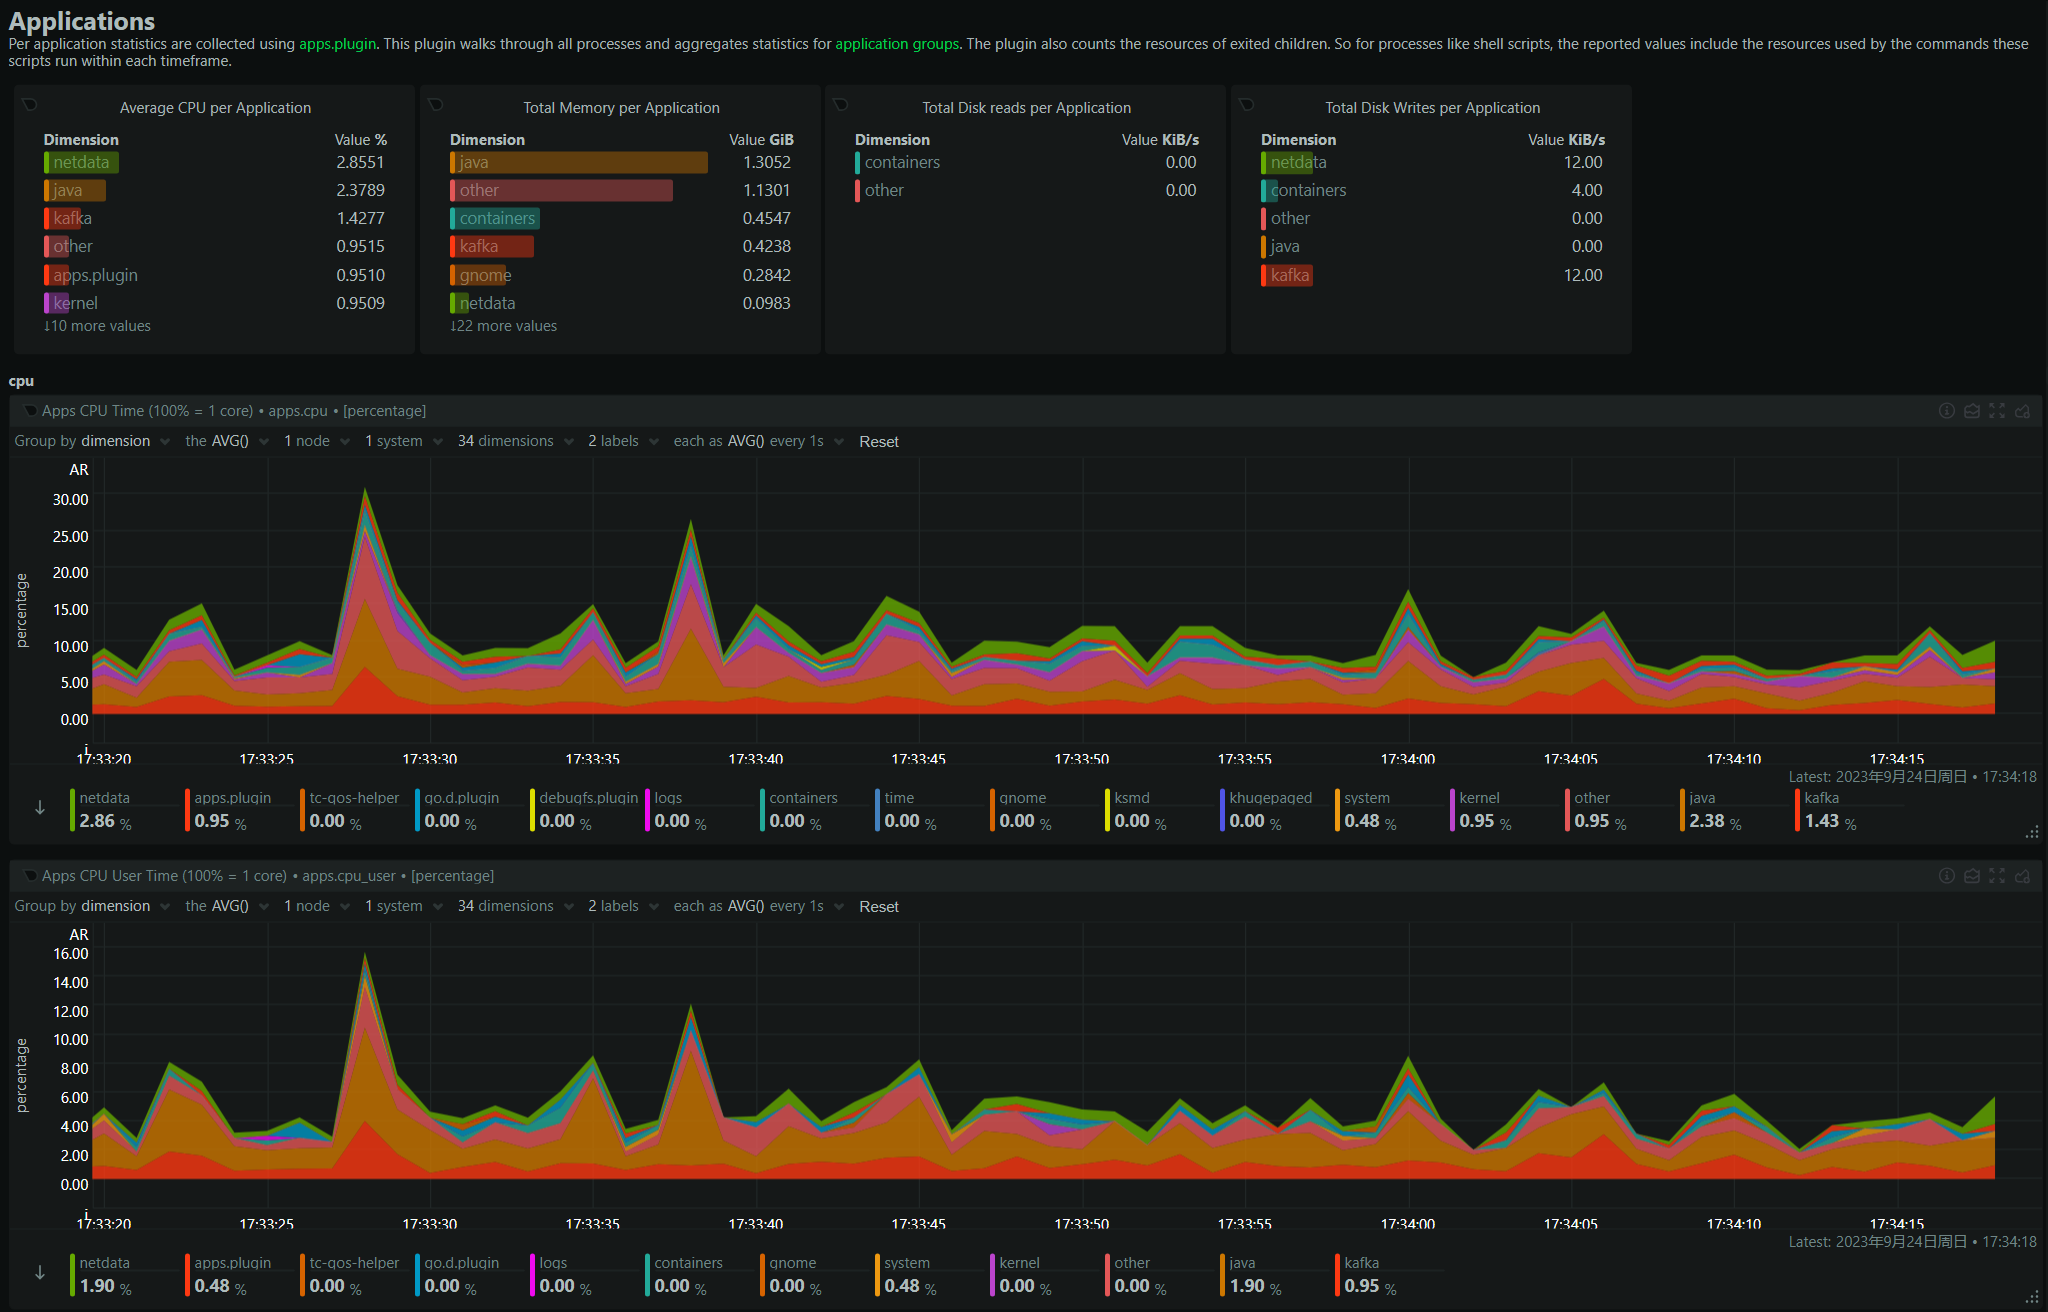 Applications
Per application statistics are collected using apps.plugin. This plugin walks through all processes and aggregates statistics for application groups. The plugin also counts the resources of exited children. So for processes like shell scripts, the reported values include the resources used by the commands these
scripts run within each timeframe.
Average CPU per Application
Dimension Value %
netdata 2.8551
java 2.3789
kafka 1.4277
other 0.9515
apps.plugin 0.9510
kernel 0.9509
↓10 more values
Total Memory per Application
Dimension Value GiB
java 1.3052
other 1.1301
containers 0.4547
kafka 0.4238
gnome 0.2842
netdata 0.0983
↓22 more values
Total Disk reads per Application
Dimension Value KiB/s
containers 0.00
other 0.00
Total Disk Writes per Application
Dimension Value KiB/s
netdata 12.00
containers 4.00
other 0.00
java 0.00
kafka 12.00
cpu
Apps CPU Time (100% = 1 core) • apps.cpu • [percentage]
Group by dimension the AVG() 1 node 1 system 34 dimensions 2 labels each as AVG() every 1s Reset
AR
30.00
25.00
20.00
15.00
10.00
5.00
0.00
percentage
17:33:20 17:33:25 17:33:30 17:33:35 17:33:40 17:33:45 17:33:50 17:33:55 17:34:00 17:34:05 17:34:10 17:34:15
Latest: 2023年9月24日周日 • 17:34:18
netdata apps.plugin tc-qos-helper go.d.plugin debugfs.plugin logs containers time gnome ksmd khugepaged system kernel other java kafka
2.86 % 0.95 % 0.00 % 0.00 % 0.00 % 0.00 % 0.00 % 0.00 % 0.00 % 0.00 % 0.00 % 0.48 % 0.95 % 0.95 % 2.38 % 1.43 %
Apps CPU User Time (100% = 1 core) • apps.cpu_user • [percentage]
Group by dimension the AVG() 1 node 1 system 34 dimensions 2 labels each as AVG() every 1s Reset
AR
16.00
14.00
12.00
10.00
8.00
6.00
4.00
2.00
0.00
percentage
17:33:20 17:33:25 17:33:30 17:33:35 17:33:40 17:33:45 17:33:50 17:33:55 17:34:00 17:34:05 17:34:10 17:34:15
Latest: 2023年9月24日周日 • 17:34:18
netdata apps.plugin tc-qos-helper go.d.plugin logs containers gnome system kernel other java kafka
1.90 % 0.48 % 0.00 % 0.00 % 0.00 % 0.00 % 0.00 % 0.48 % 0.00 % 0.00 % 1.90 % 0.95 %